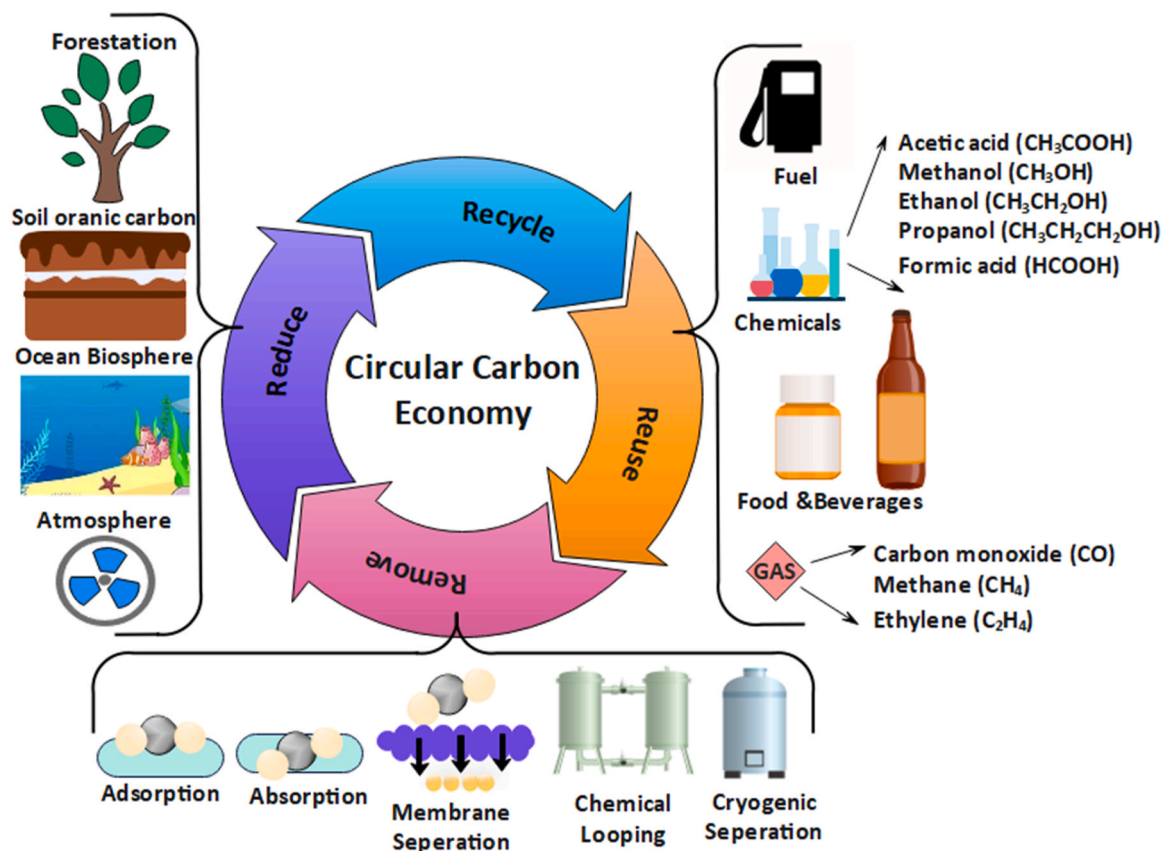 Forestation
Soil oranic carbon
Ocean Biosphere
Atmosphere
Recycle
Reduce
Circular Carbon
Economy
Reuse
Remove
Fuel
Chemicals
Acetic acid (CH₃COOH)
Methanol (CH₃OH)
Ethanol (CH₃CH₂OH)
Propanol (CH₃CH₂CH₂OH)
Formic acid (HCOOH)
Food &Beverages
GAS
Carbon monoxide (CO)
Methane (CH₄)
Ethylene (C₂H₄)
Adsorption
Absorption
Membrane
Seperation
Chemical
Looping
Cryogenic
Seperation